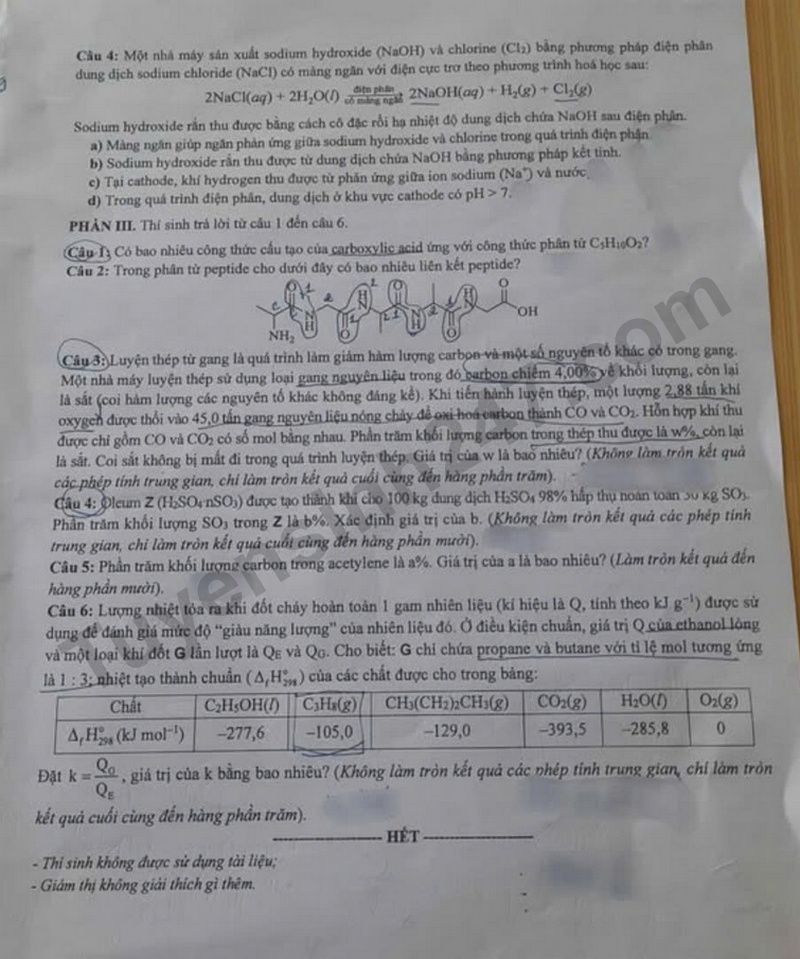 Câu 4: Một nhà máy sản xuất sodium hydroxide (NaOH) và chlorine (Cl₂) bằng phương pháp điện phân
dung dịch sodium chloride (NaCl) có màng ngăn với điện cực trơ theo phương trình hoá học sau:
2NaCl(aq) + 2H₂O(l) điện phân có màng ngăn → 2NaOH(aq) + H₂(g) + Cl₂(g)
Sodium hydroxide rắn thu được bằng cách cô đặc rồi hạ nhiệt độ dung dịch chứa NaOH sau điện phân.
a) Màng ngăn giúp ngăn phản ứng giữa sodium hydroxide và chlorine trong quá trình điện phân.
b) Sodium hydroxide rắn thu được từ dung dịch chứa NaOH bằng phương pháp kết tinh.
c) Tại cathode, khí hydrogen thu được từ phản ứng giữa ion sodium (Na⁺) và nước.
d) Trong quá trình điện phân, dung dịch ở khu vực cathode có pH > 7.
PHẦN III. Thí sinh trả lời từ câu 1 đến câu 6.
Câu 1: Có bao nhiêu công thức cấu tạo của carboxylic acid ứng với công thức phân tử C₅H₁₀O₂?
Câu 2: Trong phân tử peptide cho dưới đây có bao nhiêu liên kết peptide?
O H N O H N
NH₂ N H O N H O OH
Câu 3: Luyện thép từ gang là quá trình làm giảm hàm lượng carbon và một số nguyên tố khác có trong gang.
Một nhà máy luyện thép sử dụng loại gang nguyên liệu trong đó carbon chiếm 4,00% về khối lượng, còn lại
là sắt (coi hàm lượng các nguyên tố khác không đáng kể). Khi tiến hành luyện thép, một lượng 2,88 tấn khí
oxygen được thổi vào 45,0 tấn gang nguyên liệu nóng chảy để oxi hoá carbon thành CO và CO₂. Hỗn hợp khí thu
được chỉ gồm CO và CO₂ có số mol bằng nhau. Phần trăm khối lượng carbon trong thép thu được là w%, còn lại
là sắt. Coi sắt không bị mất đi trong quá trình luyện thép. Giá trị của w là bao nhiêu? (Không làm tròn kết quả
các phép tính trung gian, chỉ làm tròn kết quả cuối cùng đến hàng phần trăm).
Câu 4: Oleum Z (H₂SO₄·nSO₃) được tạo thành khi cho 100 kg dung dịch H₂SO₄ 98% hấp thụ hoàn toàn kg SO₃.
Phần trăm khối lượng SO₃ trong Z là b%. Xác định giá trị của b. (Không làm tròn kết quả các phép tính
trung gian, chỉ làm tròn kết quả cuối cùng đến hàng phần mười).
Câu 5: Phần trăm khối lượng carbon trong acetylene là a%. Giá trị của a là bao nhiêu? (Làm tròn kết quả đến
hàng phần mười).
Câu 6: Lượng nhiệt tỏa ra khi đốt cháy hoàn toàn 1 gam nhiên liệu (kí hiệu là Q, tính theo kJ g⁻¹) được sử
dụng để đánh giá mức độ “giàu năng lượng” của nhiên liệu đó. Ở điều kiện chuẩn, giá trị Q của ethanol lỏng
và một loại khí đốt G lần lượt là Q_E và Q_G. Cho biết: G chỉ chứa propane và butane với tỉ lệ mol tương ứng
là 1 : 3; nhiệt tạo thành chuẩn (Δ_fH°₂₉₈) của các chất được cho trong bảng:
Chất C₂H₅OH(l) C₃H₈(g) CH₃(CH₂)₂CH₃(g) CO₂(g) H₂O(l) O₂(g)
Δ_fH°₂₉₈ (kJ mol⁻¹) –277,6 –105,0 –129,0 –393,5 –285,8 0
Đặt k = Q_G/Q_E, giá trị của k bằng bao nhiêu? (Không làm tròn kết quả các phép tính trung gian, chỉ làm tròn
kết quả cuối cùng đến hàng phần trăm).
HẾT
- Thí sinh không được sử dụng tài liệu;
- Giám thị không giải thích gì thêm.